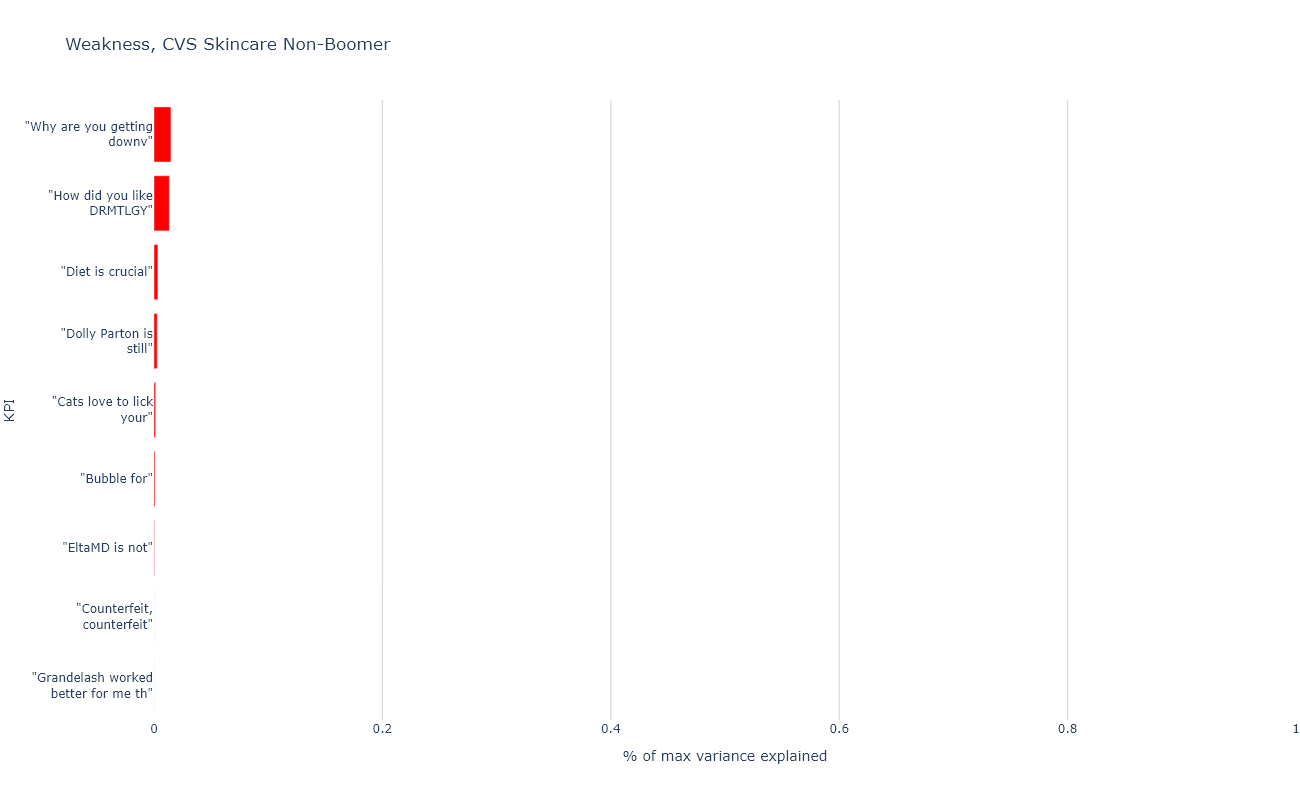 Weakness, CVS Skincare Non-Boomer
"Why are you getting
downv"
"How did you like
DRMTLGY"
"Diet is crucial"
"Dolly Parton is
still"
"Cats love to lick
your"
"Bubble for"
"EltaMD is not"
"Counterfeit,
counterfeit"
"Grandelash worked
better for me th"
KPI
0 0.2 0.4 0.6 0.8 1
% of max variance explained